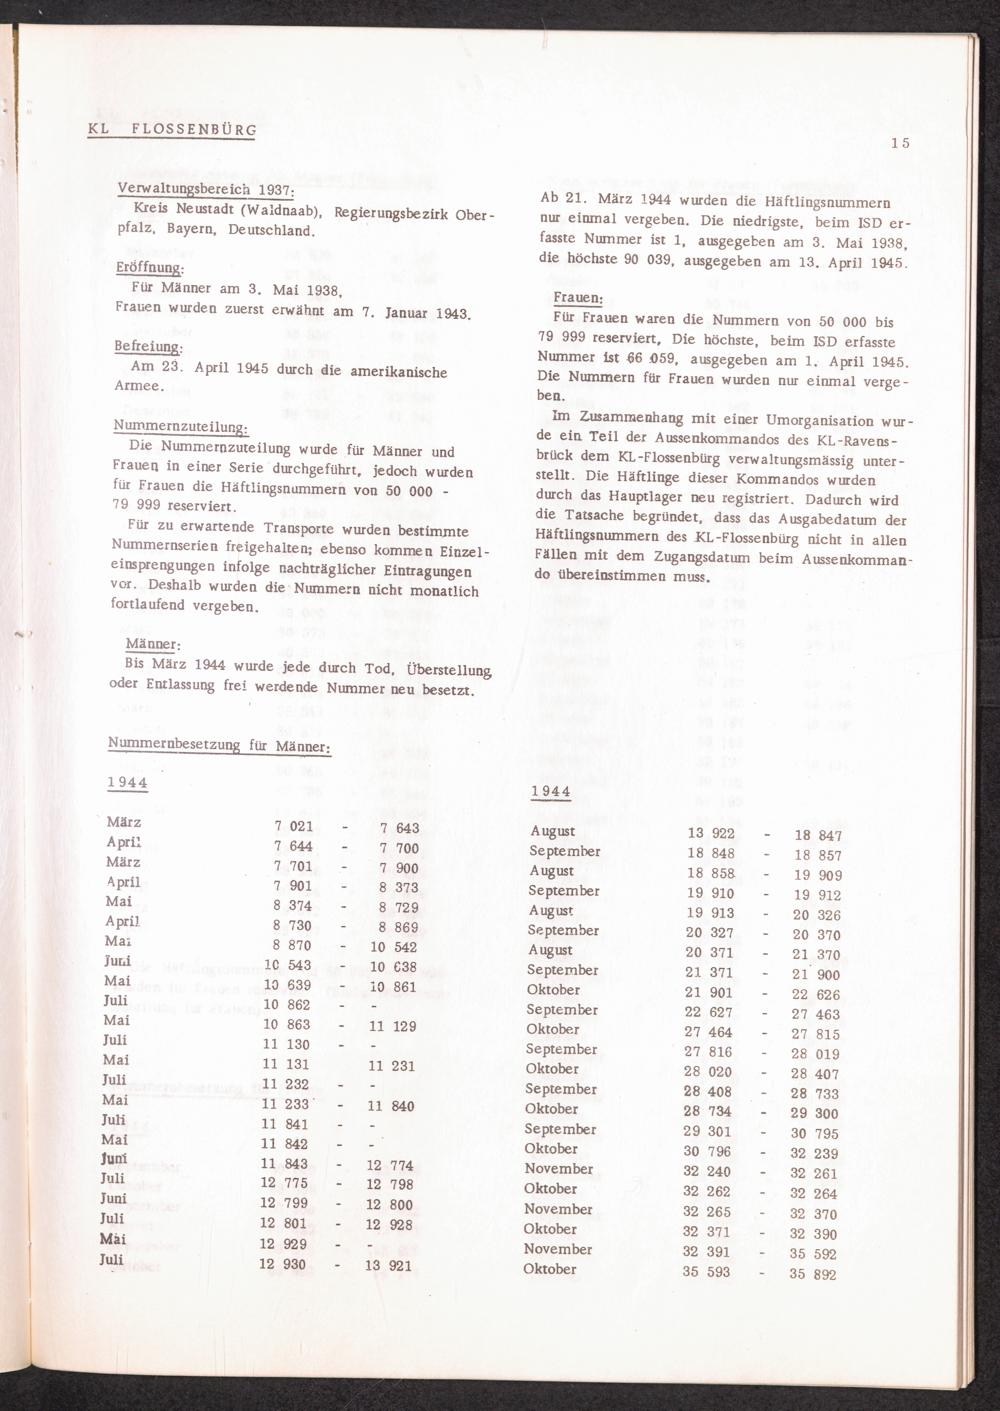 KL FLOSSENBÜRG
15
Verwaltungsbereich 1937:
Kreis Neustadt (Waldnaab), Regierungsbezirk Ober-
pfalz, Bayern, Deutschland.
Eröffnung:
Für Männer am 3. Mai 1938,
Frauen wurden zuerst erwähnt am 7. Januar 1943.
Befreiung:
Am 23. April 1945 durch die amerikanische
Armee.
Nummernzuteilung:
Die Nummernzuteilung wurde für Männer und
Frauen in einer Serie durchgeführt, jedoch wurden
für Frauen die Häftlingsnummern von 50 000 -
79 999 reserviert.
Für zu erwartende Transporte wurden bestimmte
Nummernserien freigehalten; ebenso kommen Einzel-
einsprengungen infolge nachträglicher Eintragungen
vor. Deshalb wurden die Nummern nicht monatlich
fortlaufend vergeben.
Männer:
Bis März 1944 wurde jede durch Tod, Überstellung
oder Entlassung frei werdende Nummer neu besetzt.
Ab 21. März 1944 wurden die Häftlingsnummern
nur einmal vergeben. Die niedrigste, beim ISD er-
fasste Nummer ist 1, ausgegeben am 3. Mai 1938,
die höchste 90 039, ausgegeben am 13. April 1945.
Frauen:
Für Frauen waren die Nummern von 50 000 bis
79 999 reserviert, Die höchste, beim ISD erfasste
Nummer ist 66 059, ausgegeben am 1. April 1945.
Die Nummern für Frauen wurden nur einmal verge-
ben.
Im Zusammenhang mit einer Umorganisation wur-
de ein Teil der Aussenkommandos des KL-Ravens-
brück dem KL-Flossenbürg verwaltungsmässig unter-
stellt. Die Häftlinge dieser Kommandos wurden
durch das Hauptlager neu registriert. Dadurch wird
die Tatsache begründet, dass das Ausgabedatum der
Häftlingsnummern des KL-Flossenbürg nicht in allen
Fällen mit dem Zugangsdatum beim Aussenkomman-
do übereinstimmen muss.
Nummernbesetzung für Männer:
1944
März 7 021 - 7 643
April 7 644 - 7 700
März 7 701 - 7 900
April 7 901 - 8 373
Mai 8 374 - 8 729
April 8 730 - 8 869
Mai 8 870 - 10 542
Juni 10 543 - 10 638
Mai 10 639 - 10 861
Juli 10 862 - -
Mai 10 863 - 11 129
Juli 11 130 - -
Mai 11 131 11 231
Juli 11 232 - -
Mai 11 233 - 11 840
Juli 11 841 - -
Mai 11 842 - -
Juni 11 843 - 12 774
Juli 12 775 - 12 798
Juni 12 799 - 12 800
Juli 12 801 - 12 928
Mai 12 929 - -
Juli 12 930 - 13 921
1944
August 13 922 - 18 847
September 18 848 - 18 857
August 18 858 - 19 909
September 19 910 - 19 912
August 19 913 - 20 326
September 20 327 - 20 370
August 20 371 - 21 370
September 21 371 - 21 900
Oktober 21 901 - 22 626
September 22 627 - 27 463
Oktober 27 464 - 27 815
September 27 816 - 28 019
Oktober 28 020 - 28 407
September 28 408 - 28 733
Oktober 28 734 - 29 300
September 29 301 - 30 795
Oktober 30 796 - 32 239
November 32 240 - 32 261
Oktober 32 262 - 32 264
November 32 265 - 32 370
Oktober 32 371 - 32 390
November 32 391 - 35 592
Oktober 35 593 - 35 892